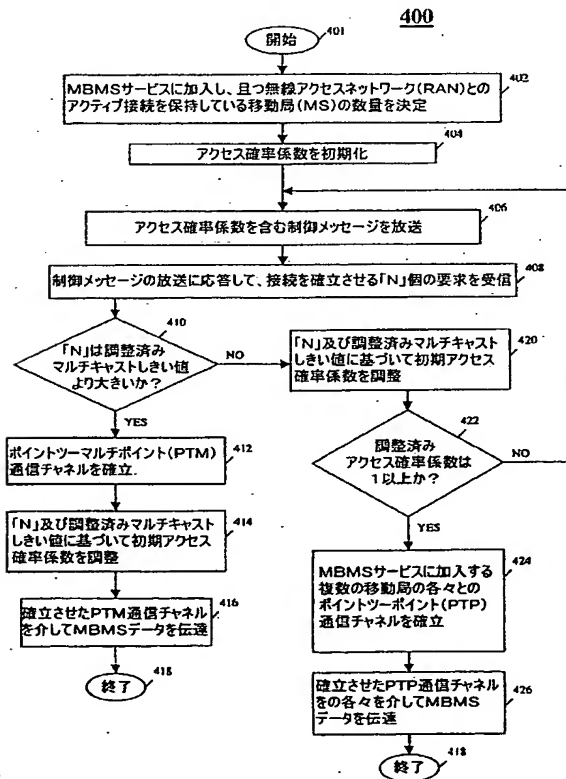 400
開始
401
MBMSサービスに加入し、且つ無線アクセスネットワーク(RAN)との
アクティブ接続を保持している移動局(MS)の数量を決定
402
アクセス確率係数を初期化
404
アクセス確率係数を含む制御メッセージを放送
406
制御メッセージの放送に応答して、接続を確立させる「N」個の要求を受信
408
410
「N」は調整済み
マルチキャストしきい値
より大きいか?
NO
YES
「N」及び調整済みマルチキャスト
しきい値に基づいて初期アクセス
確率係数を調整
420
422
調整済み
アクセス確率係数は
1以上か?
NO
YES
ポイントツーマルチポイント(PTM)
通信チャネルを確立.
412
「N」及び調整済みマルチキャスト
しきい値に基づいて初期アクセス
確率係数を調整
414
確立させたPTM通信チャネル
を介してMBMSデータを伝達
416
終了
418
MBMSサービスに加入する
複数の移動局の各々との
ポイントツーポイント(PTP)
通信チャネルを確立
424
確立させたPTP通信チャネル
をの各々を介してMBMS
データを伝達
426
終了
418